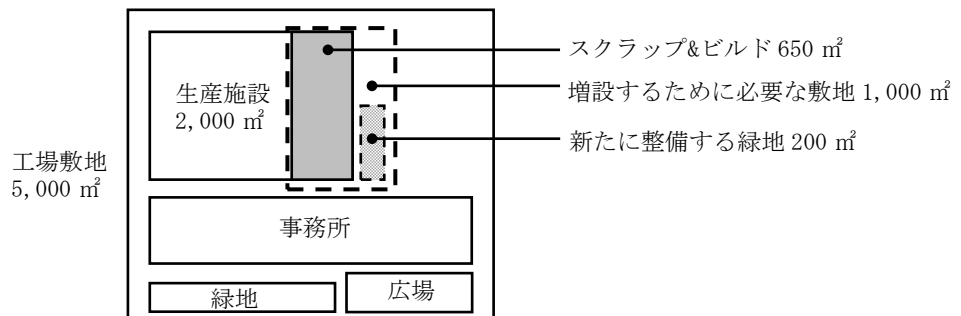 スクラップ&ビルド 650 ㎡
生産施設
2,000 ㎡
増設するために必要な敷地 1,000 ㎡
新たに整備する緑地 200 ㎡
工場敷地
5,000 ㎡
事務所
緑地
広場